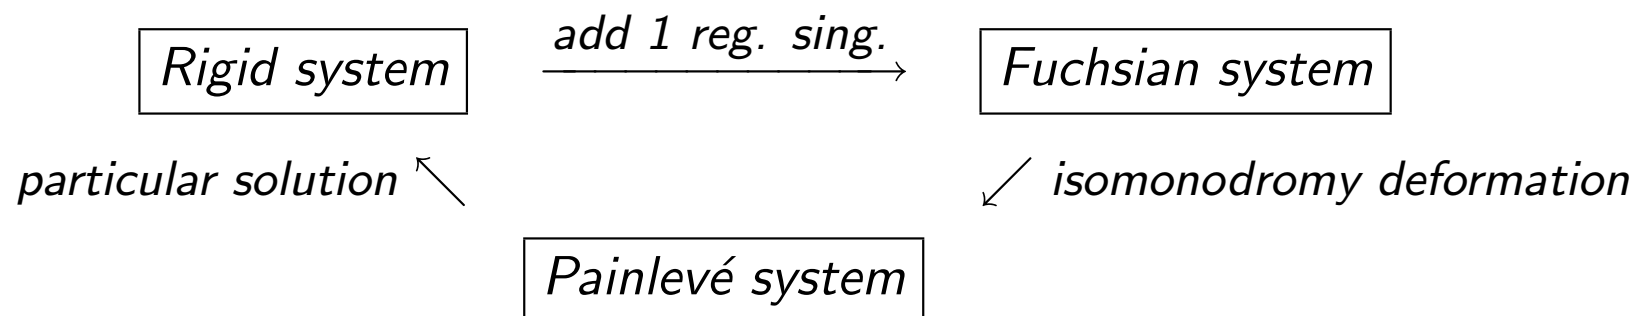 add 1 reg. sing.
Rigid system
Fuchsian system
particular solution
isomonodromy deformation
Painlevé system